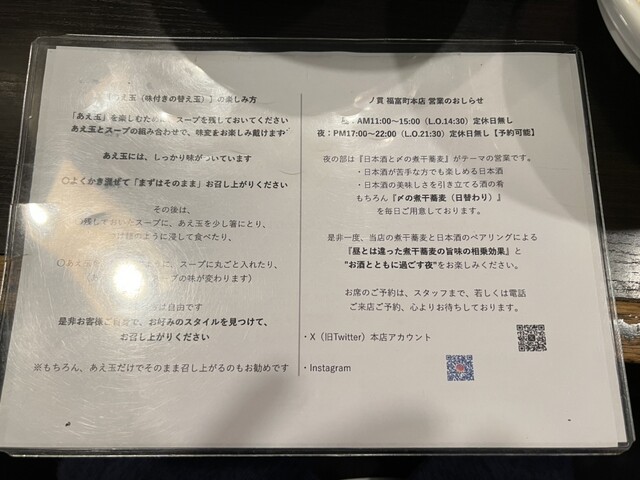 あえ玉（味付きの替え玉）】の楽しみ方
「あえ玉」を楽しむために、スープを残しておいてください
あえ玉とスープの組み合わせで、味変をお楽しみ戴けます
あえ玉には、しっかり味がついています
〇よくかき混ぜて「まずはそのまま」お召し上がりください
その後は、
残しておいたスープに、あえ玉を少し箸にとり、
のように浸して食べたり、
〇あえ玉 に、スープに丸ごと入れたり、
ープの味が変わります）
は自由です
是非お客様ご自身で、お好みのスタイルを見つけて、
お召し上がりください
※もちろん、あえ玉だけでそのまま召し上がるのもお勧めです
ノ貫 福富町本店 営業のおしらせ
：AM11:00～15:00（L.O.14:30）定休日無し
夜：PM17:00～22:00（L.O.21:30）定休日無し【予約可能】
夜の部は『日本酒と〆の煮干蕎麦』がテーマの営業です。
・日本酒が苦手な方でも楽しめる日本酒
・日本酒の美味しさを引き立てる酒の肴
もちろん『〆の煮干蕎麦（日替わり）』
を毎日ご用意しております。
是非一度、当店の煮干蕎麦と日本酒のペアリングによる
『昼とは違った煮干蕎麦の旨味の相乗効果』と
"お酒とともに過ごす夜"をお楽しみください。
お席のご予約は、スタッフまで、若しくは電話
ご来店ご予約、心よりお待ちしております。
・X（旧Twitter）本店アカウント
・Instagram